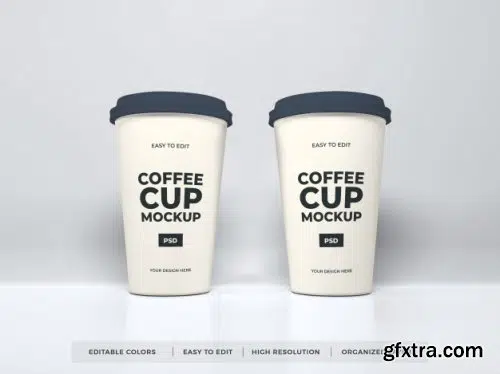 EASY TO EDIT
COFFEE
CUP
MOCKUP
PSD
YOUR DESIGN HERE
EASY TO EDIT
COFFEE
CUP
MOCKUP
PSD
YOUR DESIGN HERE
EDITABLE COLORS | EASY TO EDIT | HIGH RESOLUTION | ORGANIZED
gfxtra.com